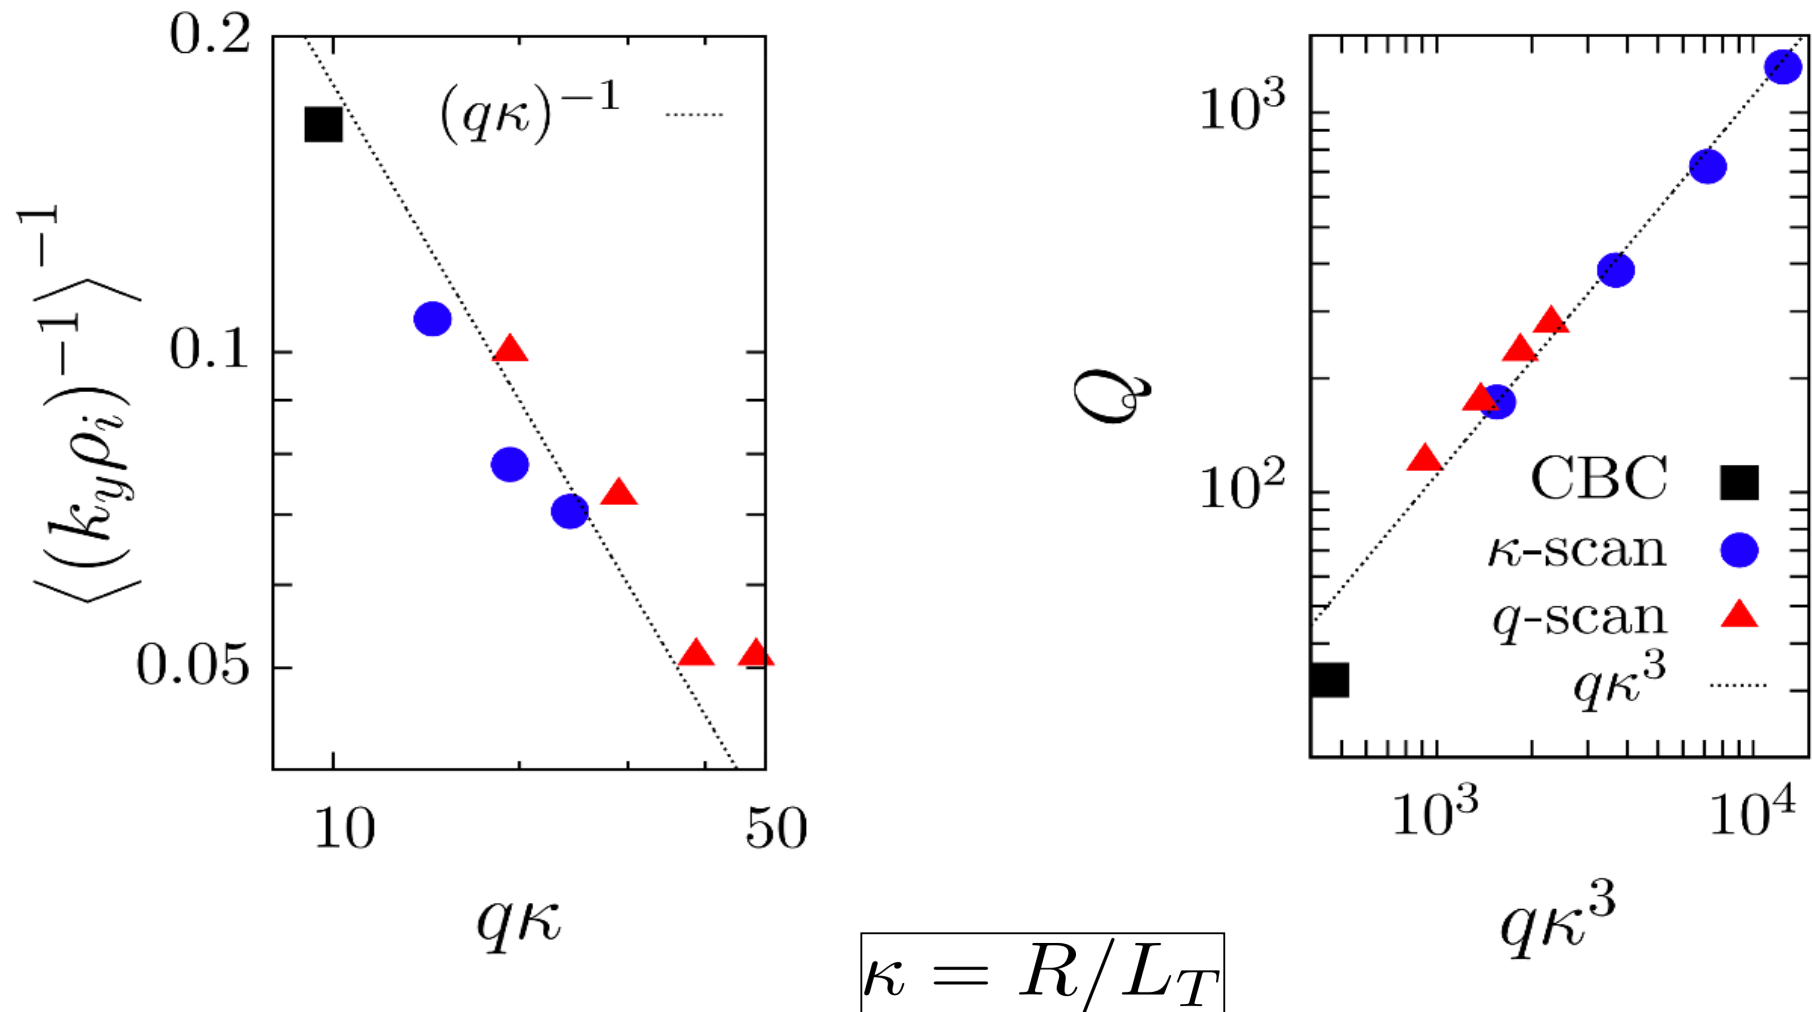 0.2
0.1
0.05
⟨(k_yρ_i)^{-1}⟩^{-1}
(qκ)^{-1}
10
50
qκ
10^3
10^2
Q
CBC
κ-scan
q-scan
qκ^3
10^3
10^4
qκ^3
κ = R/L_T